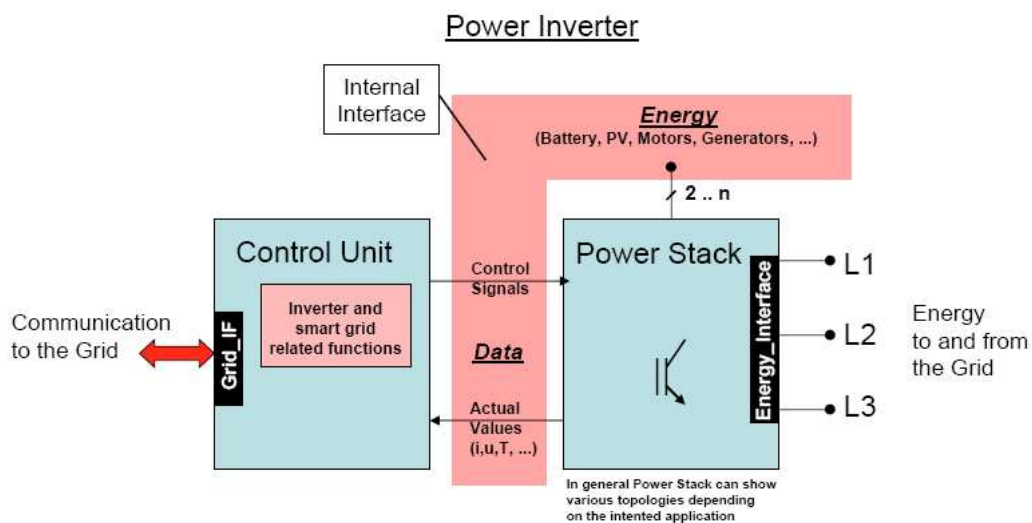 Power Inverter
Internal
Interface
Energy
(Battery, PV, Motors, Generators, ...)
2 .. n
Control Unit
Power Stack
Inverter and
smart grid
related functions
Communication
to the Grid
Grid_IF
Control
Signals
Data
Actual
Values
(i,u,T, ...)
Energy_Interface
L1
L2
L3
Energy
to and from
the Grid
In general Power Stack can show
various topologies depending
on the intented application